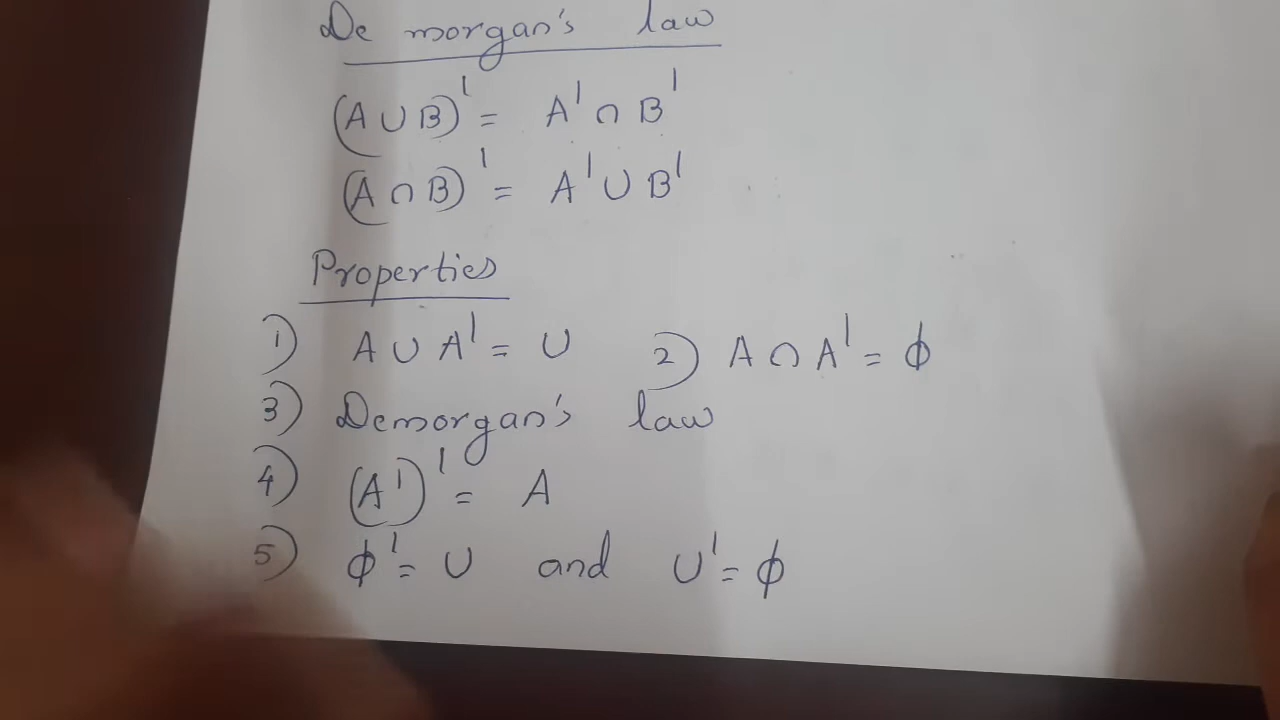 De morgan's law
(A ∪ B)' = A' ∩ B'
(A ∩ B)' = A' ∪ B'
Properties
1) A ∪ A' = U 2) A ∩ A' = ϕ
3) Demorgan's law
4) (A')' = A
5) ϕ' = U and U' = ϕ